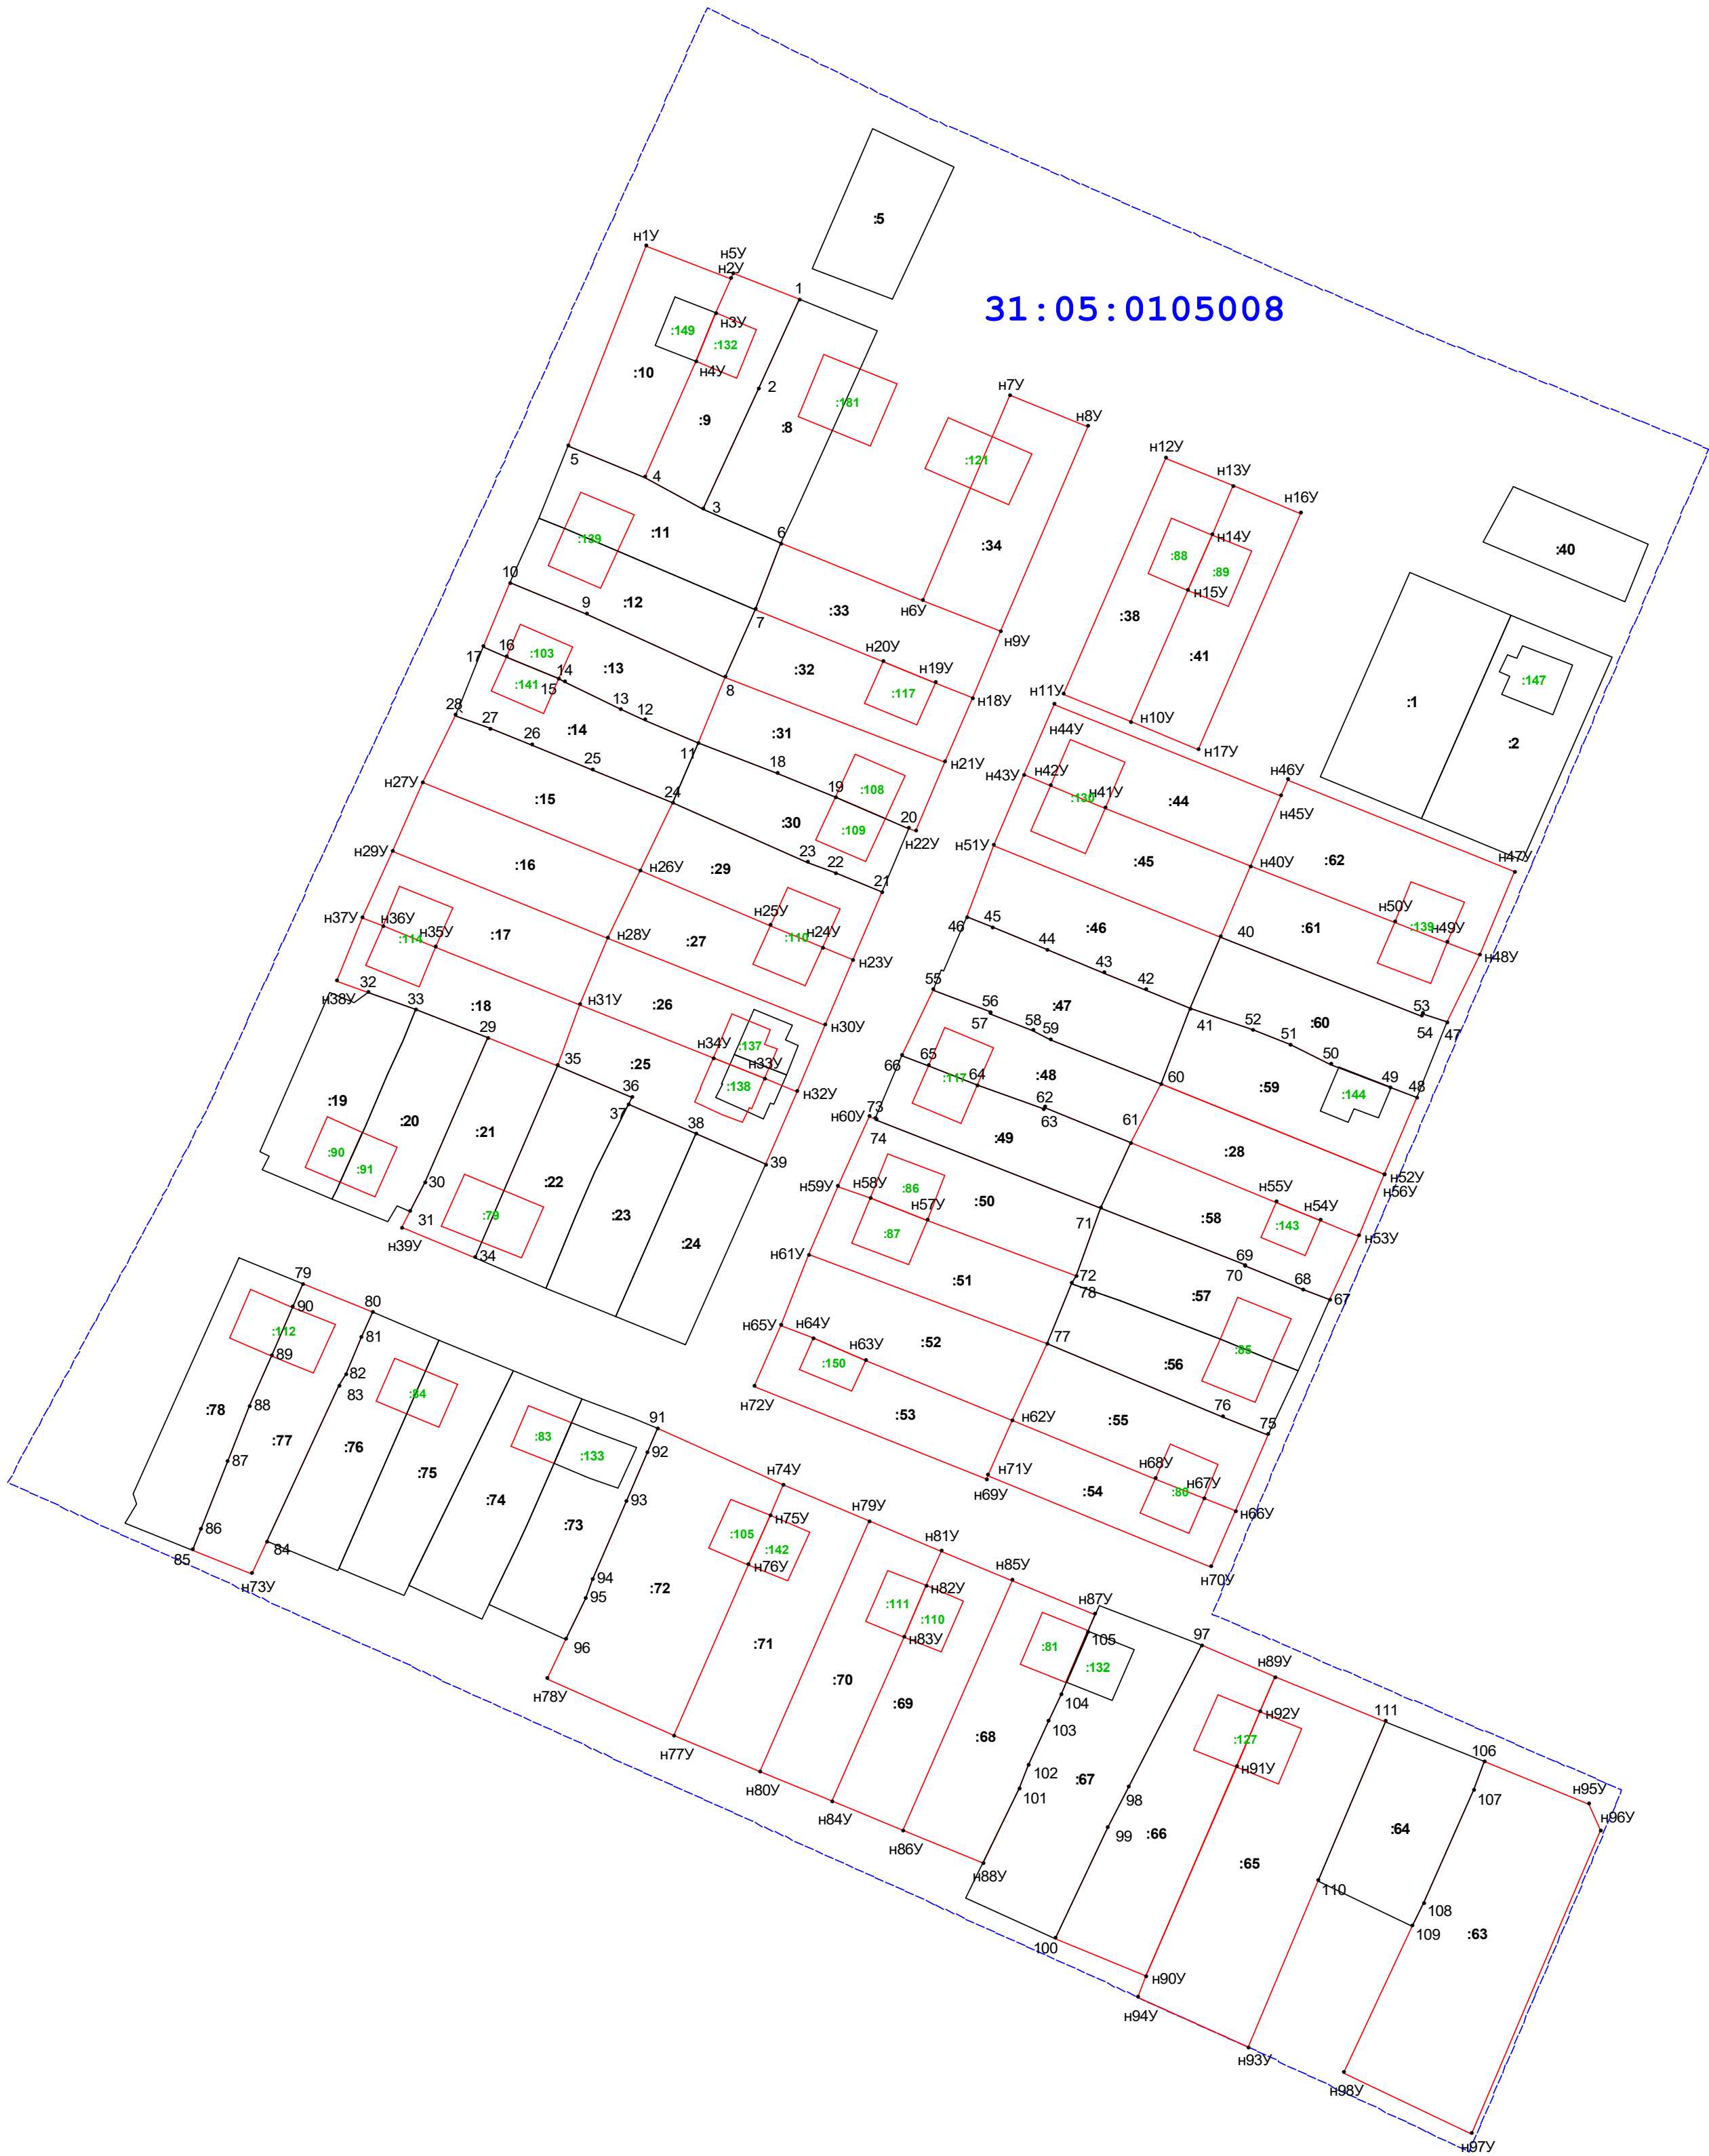 :5
н1У
н5У
н2У
1
31:05:0105008
н3У
:149
:132
н4У
:10
2
:9
:8
:181
н7У
н8У
:121
н12У
н13У
н16У
5
4
3
:11
6
:34
:139
н14У
:88
:89
н15У
:40
10
9
:12
7
:33
н6У
н9У
:38
:41
17
16
:103
14
:13
8
:32
н20У
н19У
:117
н18У
н11У
н10У
н17У
:147
:1
:2
:141
15
13
12
28
27
26
:14
11
:31
18
н21У
н44У
н43У
н42У
:130
н41У
:44
н46У
н45У
н27У
25
:15
24
19
:108
:30
:109
20
н22У
н51У
:45
н40У
:62
н47У
н29У
:16
н26У
:29
23
22
21
н37У
н36У
:114
н35У
:17
н28У
:27
н25У
:110
н24У
н23У
46
45
44
43
42
:46
40
:61
н50У
:139
н49У
н48У
н38У
32
33
:18
29
н31У
:26
н30У
55
56
57
58
59
:47
41
52
51
:60
50
53
54
47
н34У
:137
н33У
:138
н32У
35
:25
36
37
38
39
66
65
:117
64
:48
62
63
60
61
:59
:144
49
48
:19
:20
:21
:90
:91
30
31
н39У
:79
34
:22
:23
:24
н60У
73
74
:49
:28
н52У
н56У
н59У
н58У
:86
н57У
:87
:50
71
:58
н55У
н54У
:143
н53У
н61У
:51
72
78
69
70
:57
68
67
79
90
80
:112
81
89
82
83
:84
н65У
н64У
н63У
:150
:52
77
:56
:85
:78
88
:77
87
:76
:75
86
85
84
н73У
:83
:133
:74
91
92
93
:73
94
95
96
н72У
:53
н62У
:55
76
75
н71У
н69У
:54
н68У
:80
н67У
н66У
н70У
н74У
н75У
:105
:142
н76У
:72
:71
н78У
н77У
н79У
н81У
:111
н82У
:110
н83У
н85У
н87У
:70
:69
:68
н80У
н84У
н86У
н88У
:81
105
:132
104
103
102
101
:67
97
98
99
:66
100
н89У
н92У
:127
н91У
111
106
107
н95У
н96У
:65
:64
110
108
109
:63
н90У
н94У
н93У
н98У
н97У